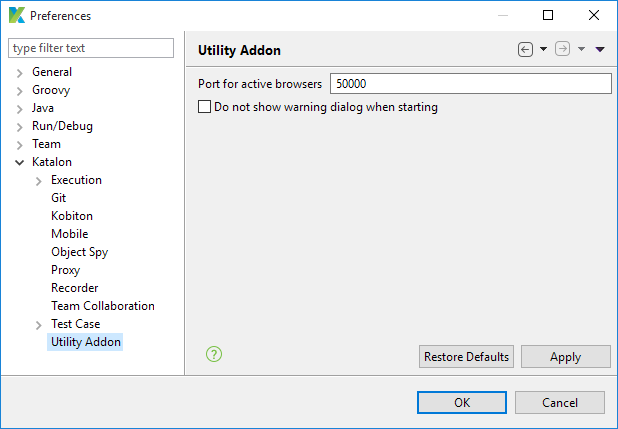 Preferences
type filter text
General
Groovy
Java
Run/Debug
Team
Katalon
Execution
Git
Kobiton
Mobile
Object Spy
Proxy
Recorder
Team Collaboration
Test Case
Utility Addon
Utility Addon
Port for active browsers 50000
Do not show warning dialog when starting
?
Restore Defaults Apply
OK Cancel